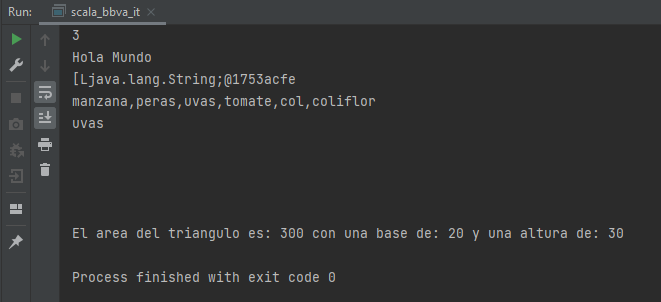 Run: scala_bbva_it
3
Hola Mundo
[Ljava.lang.String;@1753acfe
manzana,peras,uvas,tomate,col,coliflor
uvas
El area del triangulo es: 300 con una base de: 20 y una altura de: 30
Process finished with exit code 0